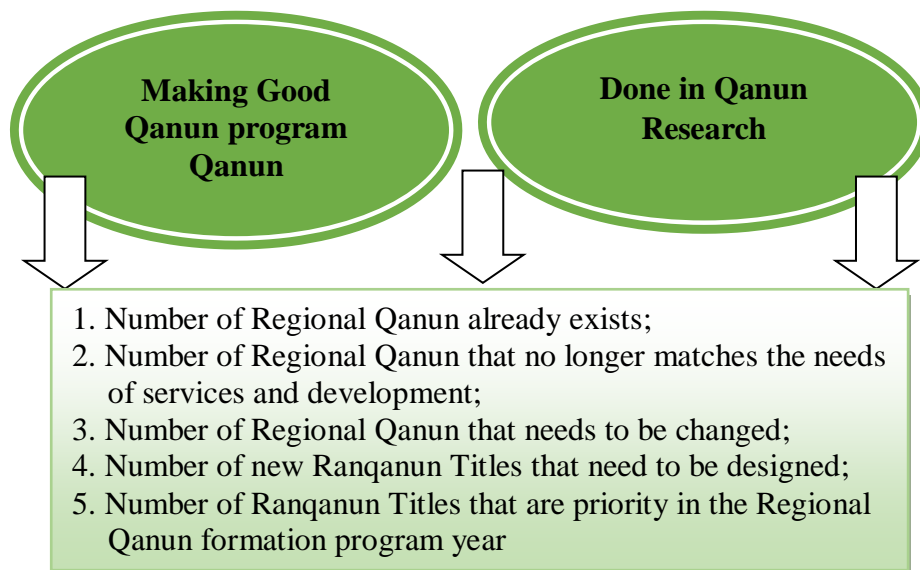 Making Good
Qanun program
Qanun
Done in Qanun
Research
1. Number of Regional Qanun already exists;
2. Number of Regional Qanun that no longer matches the needs
of services and development;
3. Number of Regional Qanun that needs to be changed;
4. Number of new Ranqanun Titles that need to be designed;
5. Number of Ranqanun Titles that are priority in the Regional
Qanun formation program year